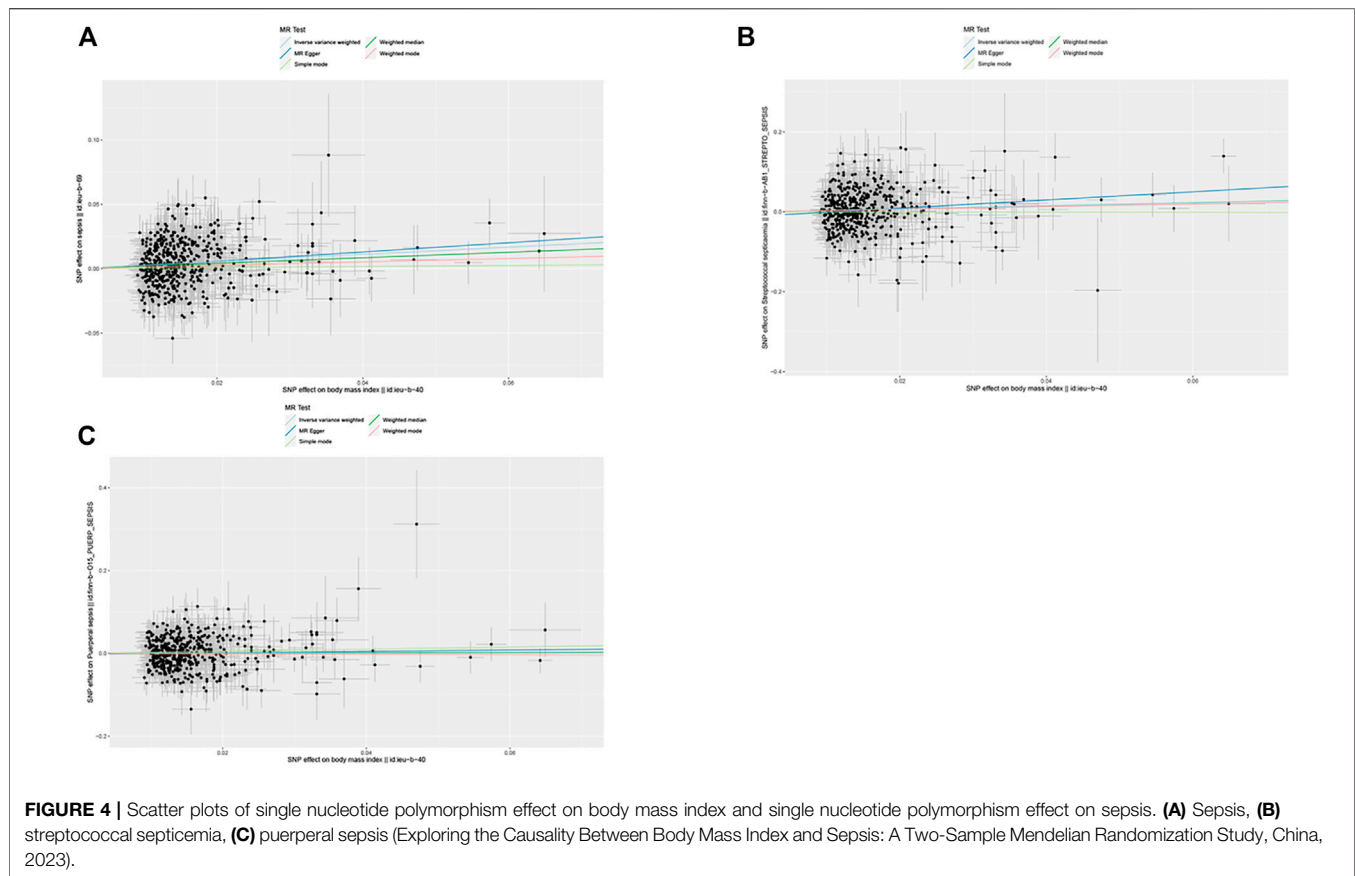 A
MR Test
Inverse variance weighted
Weighted median
MR Egger
Weighted mode
Simple mode
SNP effect on sepsis || id:ieu-b-69
0.10
0.05
0.00
−0.05
0.02
0.04
0.06
SNP effect on body mass index || id:ieu-b-40
B
MR Test
Inverse variance weighted
Weighted median
MR Egger
Weighted mode
Simple mode
SNP effect on Streptococcal septicaemia || id:finn-b-AB1_STREPTO_SEPSIS
0.2
0.0
−0.2
−0.4
0.02
0.04
0.06
SNP effect on body mass index || id:ieu-b-40
C
MR Test
Inverse variance weighted
Weighted median
MR Egger
Weighted mode
Simple mode
SNP effect on Puerperal sepsis || id:finn-b-O15_PUERP_SEPSIS
0.4
0.2
0.0
−0.2
0.02
0.04
0.06
SNP effect on body mass index || id:ieu-b-40
FIGURE 4 | Scatter plots of single nucleotide polymorphism effect on body mass index and single nucleotide polymorphism effect on sepsis. (A) Sepsis, (B)
streptococcal septicemia, (C) puerperal sepsis (Exploring the Causality Between Body Mass Index and Sepsis: A Two-Sample Mendelian Randomization Study, China,
2023).